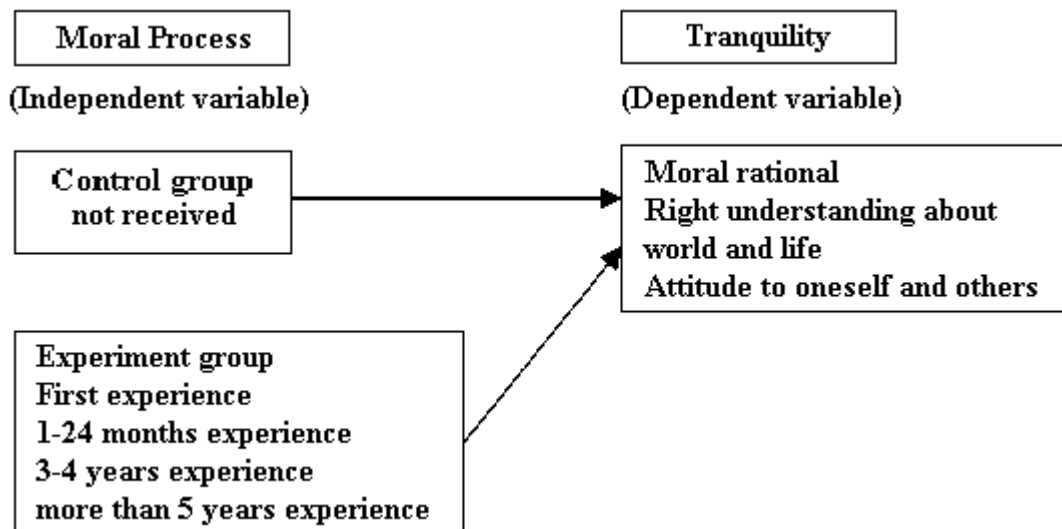 Moral Process
(Independent variable)
Control group
not received
Experiment group
First experience
1-24 months experience
3-4 years experience
more than 5 years experience
Tranquility
(Dependent variable)
Moral rational
Right understanding about
world and life
Attitude to oneself and others